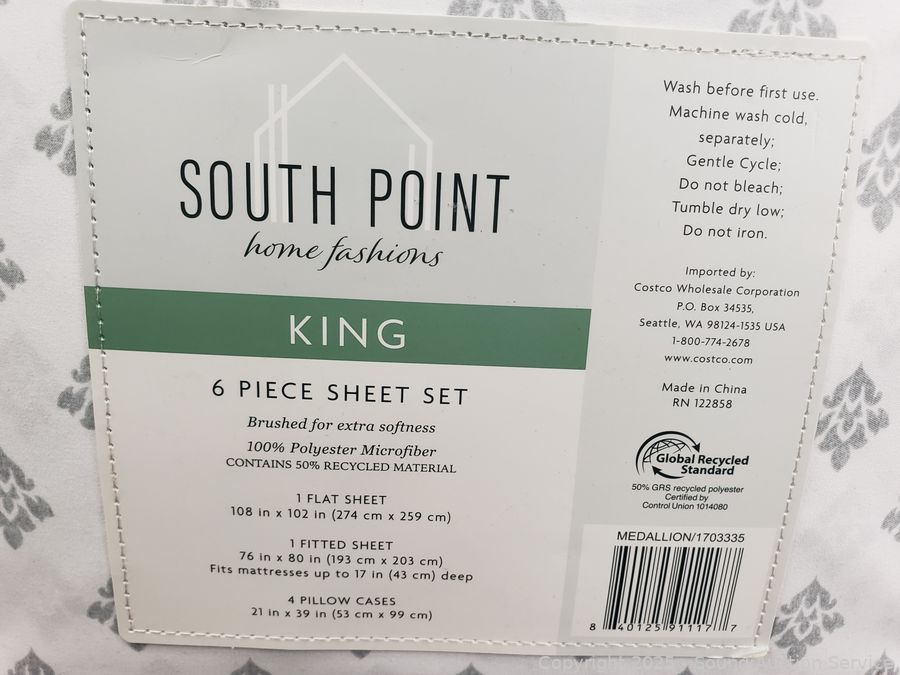 SOUTH POINT
home fashions
KING
6 PIECE SHEET SET
Brushed for extra softness
100% Polyester Microfiber
CONTAINS 50% RECYCLED MATERIAL
1 FLAT SHEET
108 in x 102 in (274 cm x 259 cm)
1 FITTED SHEET
76 in x 80 in (193 cm x 203 cm)
Fits mattresses up to 17 in (43 cm) deep
4 PILLOW CASES
21 in x 39 in (53 cm x 99 cm)
Wash before first use.
Machine wash cold,
separately;
Gentle Cycle;
Do not bleach;
Tumble dry low;
Do not iron.
Imported by:
Costco Wholesale Corporation
P.O. Box 34535,
Seattle, WA 98124-1535 USA
1-800-774-2678
www.costco.com
Made in China
RN 122858
Global Recycled
Standard
50% GRS recycled polyester
Certified by
Control Union 1014080
MEDALLION/1703335
8 40125 91117 7
Copyright Sound Auction Service